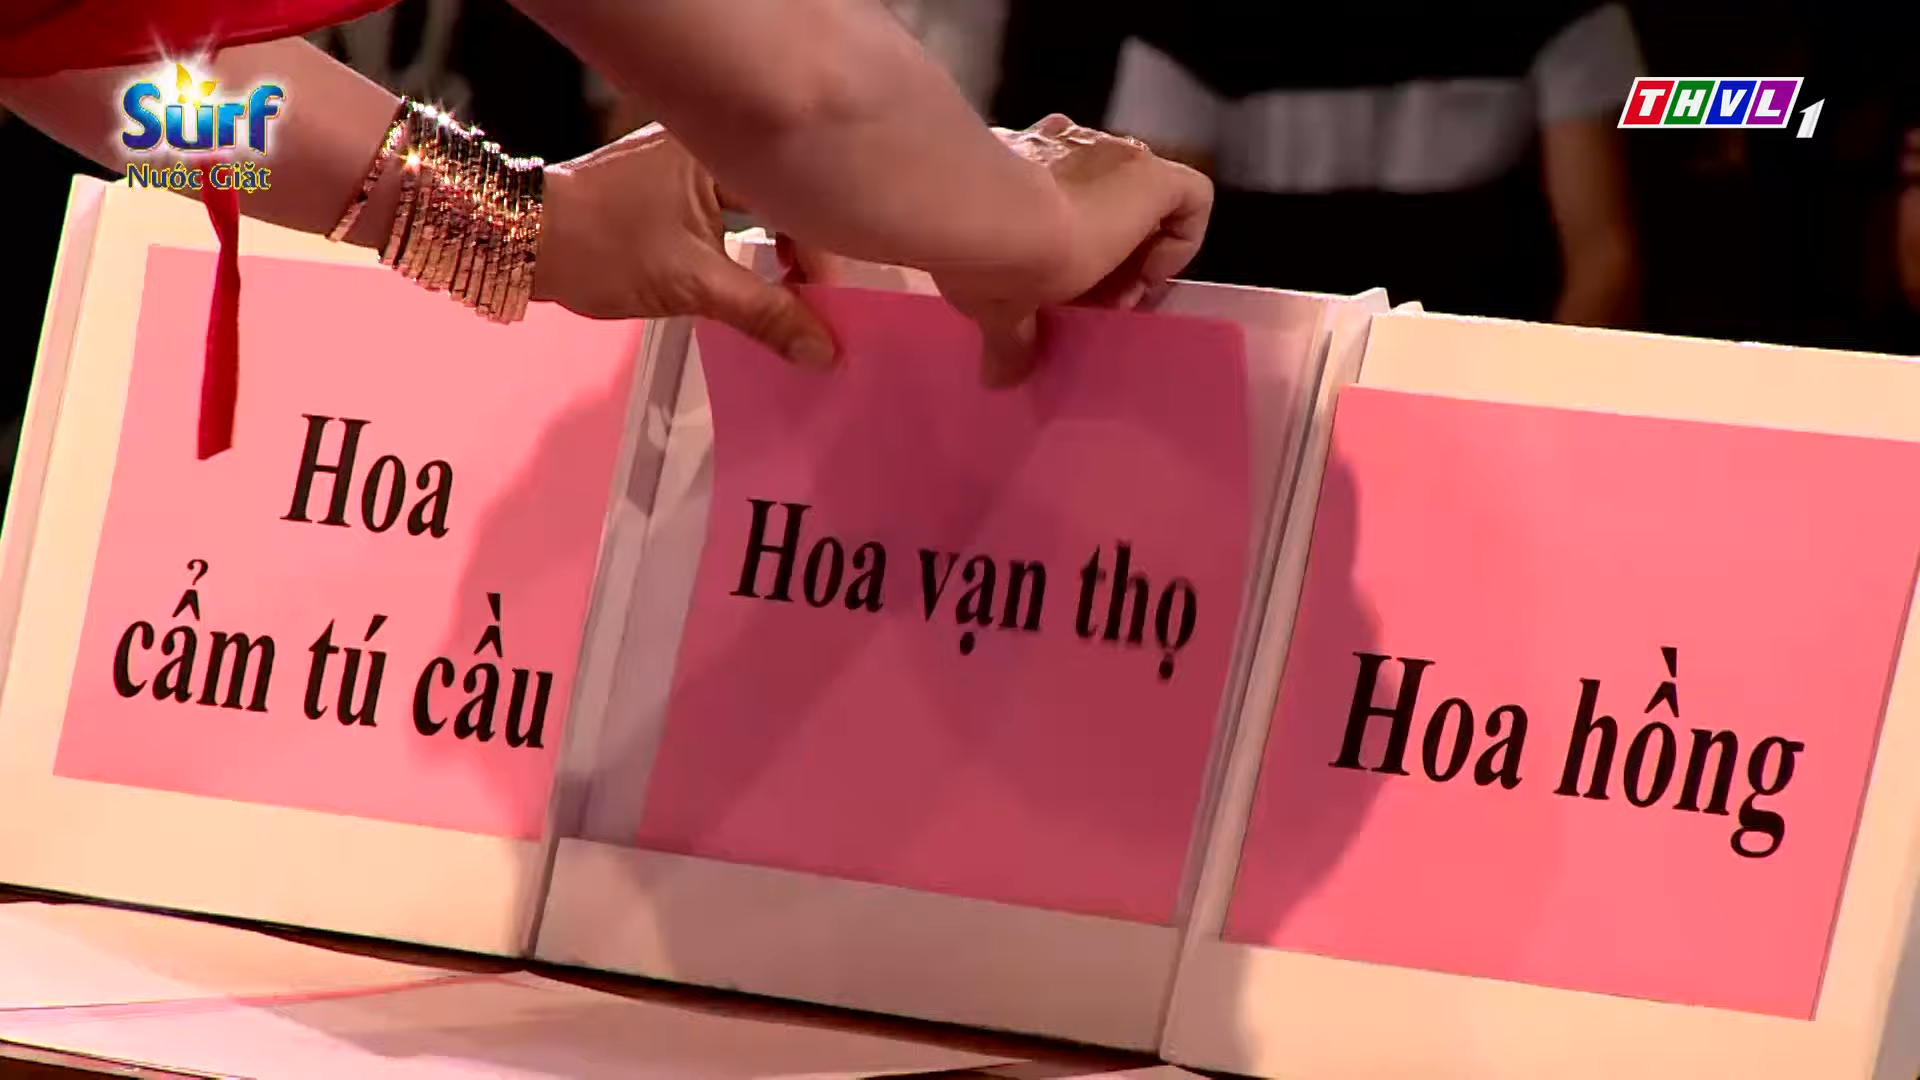 Surf
Nước Giặt
THVL1
Hoa
cẩm tú cầu
Hoa vạn thọ
Hoa hồng